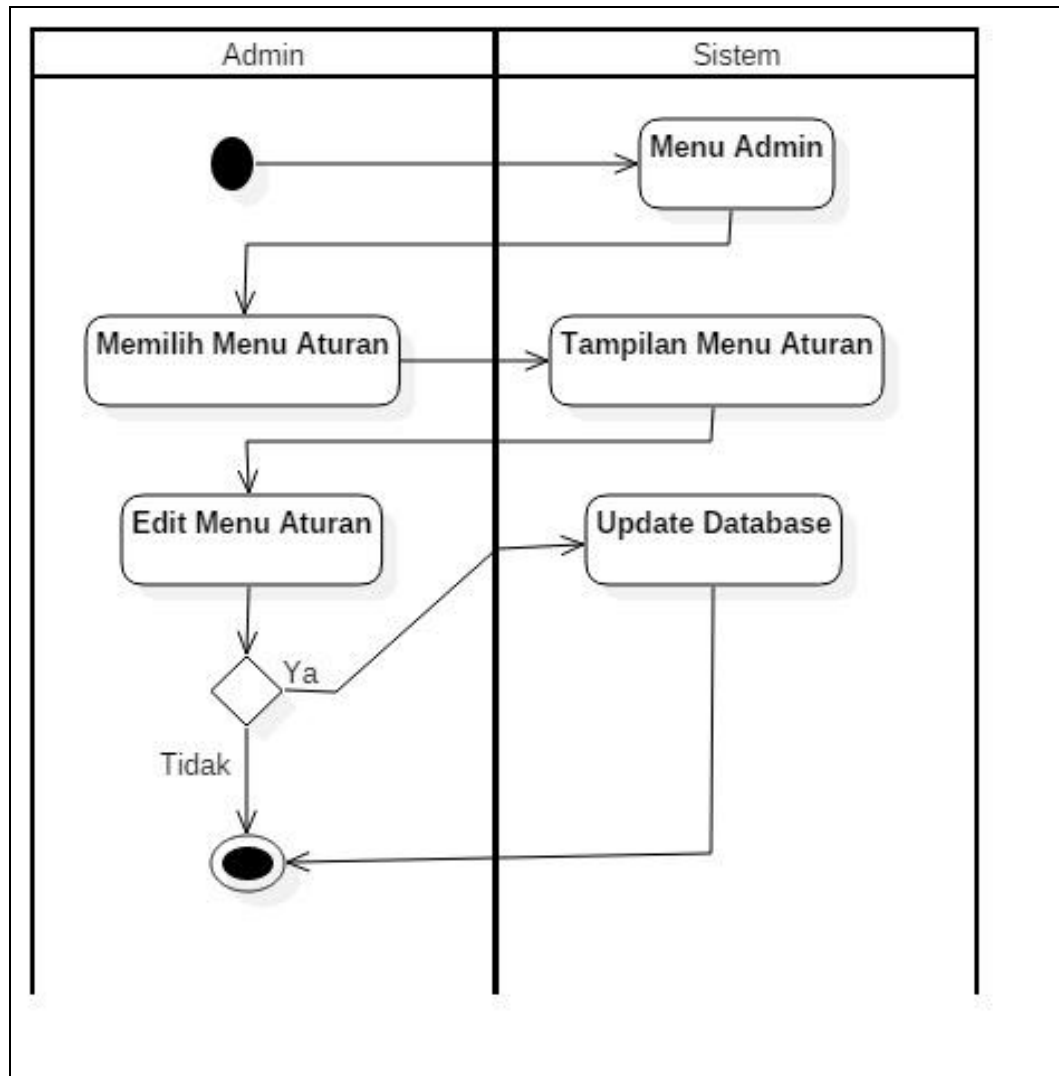 Admin
Sistem
Menu Admin
Memilih Menu Aturan
Tampilan Menu Aturan
Edit Menu Aturan
Update Database
Ya
Tidak